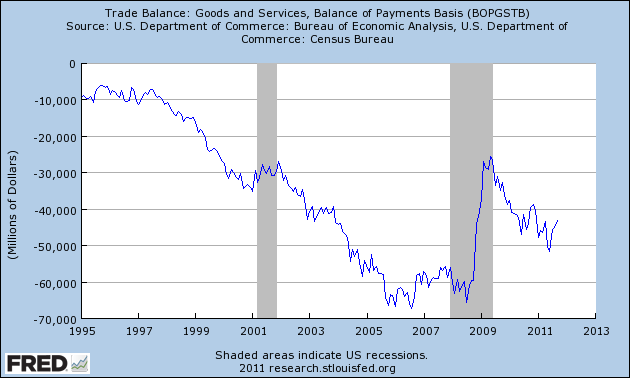 Trade Balance: Goods and Services, Balance of Payments Basis (BOPGSTB)
Source: U.S. Department of Commerce: Bureau of Economic Analysis, U.S. Department of
Commerce: Census Bureau
0
-10,000
-20,000
-30,000
-40,000
-50,000
-60,000
-70,000
(Millions of Dollars)
1995 1997 1999 2001 2003 2005 2007 2009 2011 2013
Shaded areas indicate US recessions.
2011 research.stlouisfed.org
FRED